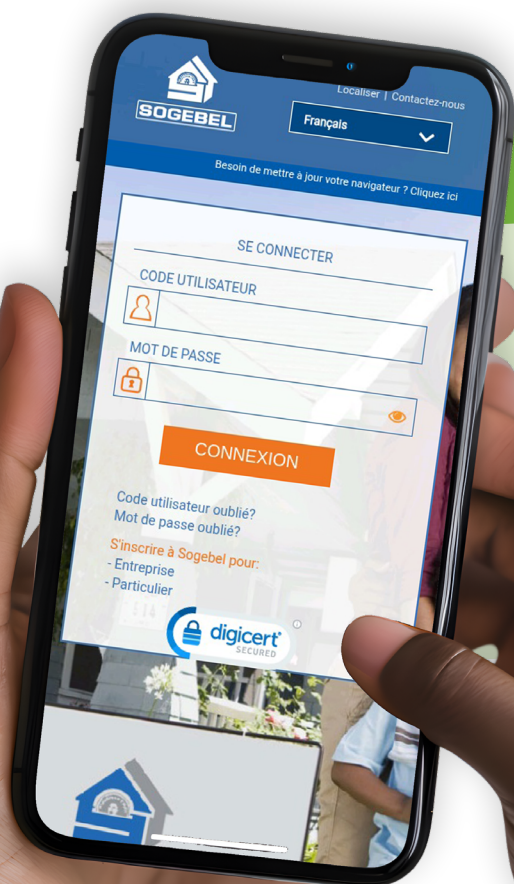 SOGEBEL
Localiser | Contactez-nous
Français
Besoin de mettre à jour votre navigateur ? Cliquez ici
SE CONNECTER
CODE UTILISATEUR
MOT DE PASSE
CONNEXION
Code utilisateur oublié?
Mot de passe oublié?
S'inscrire à Sogebel pour:
- Entreprise
- Particulier
digicert
SECURED